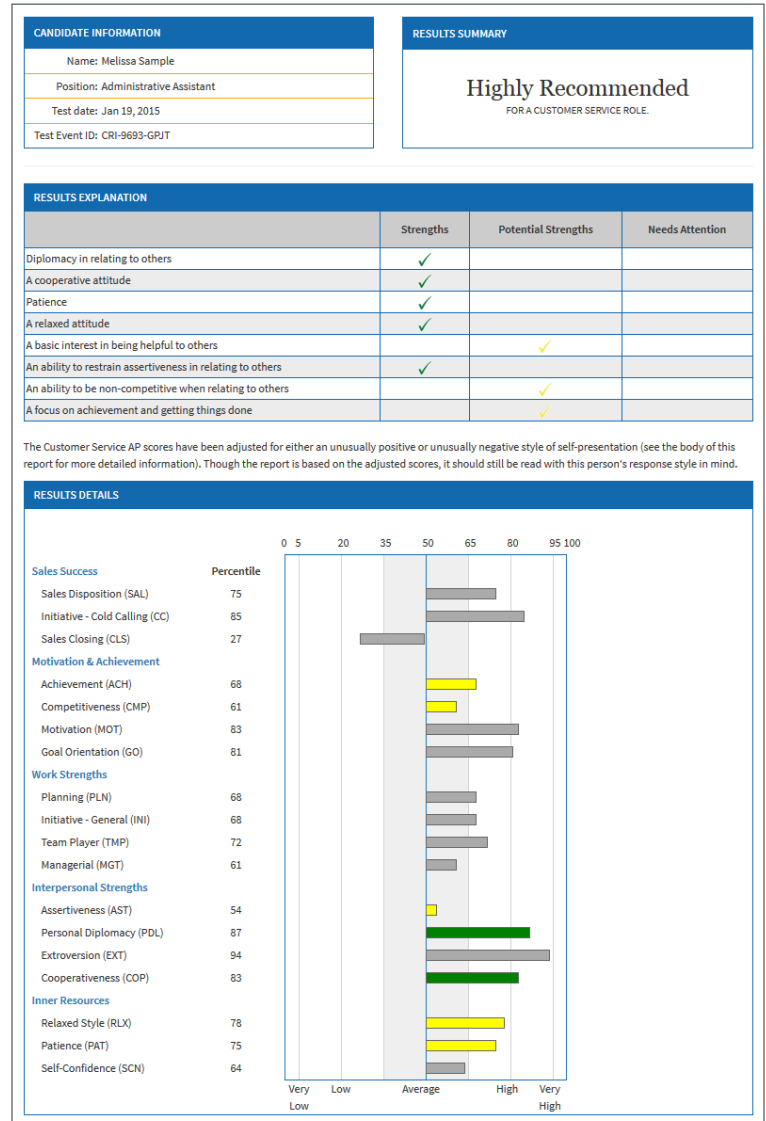 CANDIDATE INFORMATION
Name: Melissa Sample
Position: Administrative Assistant
Test date: Jan 19, 2015
Test Event ID: CRI-9693-GPJT
RESULTS SUMMARY
Highly Recommended
FOR A CUSTOMER SERVICE ROLE.
RESULTS EXPLANATION
Strengths Potential Strengths Needs Attention
Diplomacy in relating to others
A cooperative attitude
Patience
A relaxed attitude
A basic interest in being helpful to others
An ability to restrain assertiveness in relating to others
An ability to be non-competitive when relating to others
A focus on achievement and getting things done
The Customer Service AP scores have been adjusted for either an unusually positive or unusually negative style of self-presentation (see the body of this
report for more detailed information). Though the report is based on the adjusted scores, it should still be read with this person's response style in mind.
RESULTS DETAILS
0 5 20 35 50 65 80 95 100
Sales Success Percentile
Sales Disposition (SAL) 75
Initiative - Cold Calling (CC) 85
Sales Closing (CLS) 27
Motivation & Achievement
Achievement (ACH) 68
Competitiveness (CMP) 61
Motivation (MOT) 83
Goal Orientation (GO) 81
Work Strengths
Planning (PLN) 68
Initiative - General (INI) 68
Team Player (TMP) 72
Managerial (MGT) 61
Interpersonal Strengths
Assertiveness (AST) 54
Personal Diplomacy (PDL) 87
Extroversion (EXT) 94
Cooperativeness (COP) 83
Inner Resources
Relaxed Style (RLX) 78
Patience (PAT) 75
Self-Confidence (SCN) 64
Very Low Average High Very
Low High